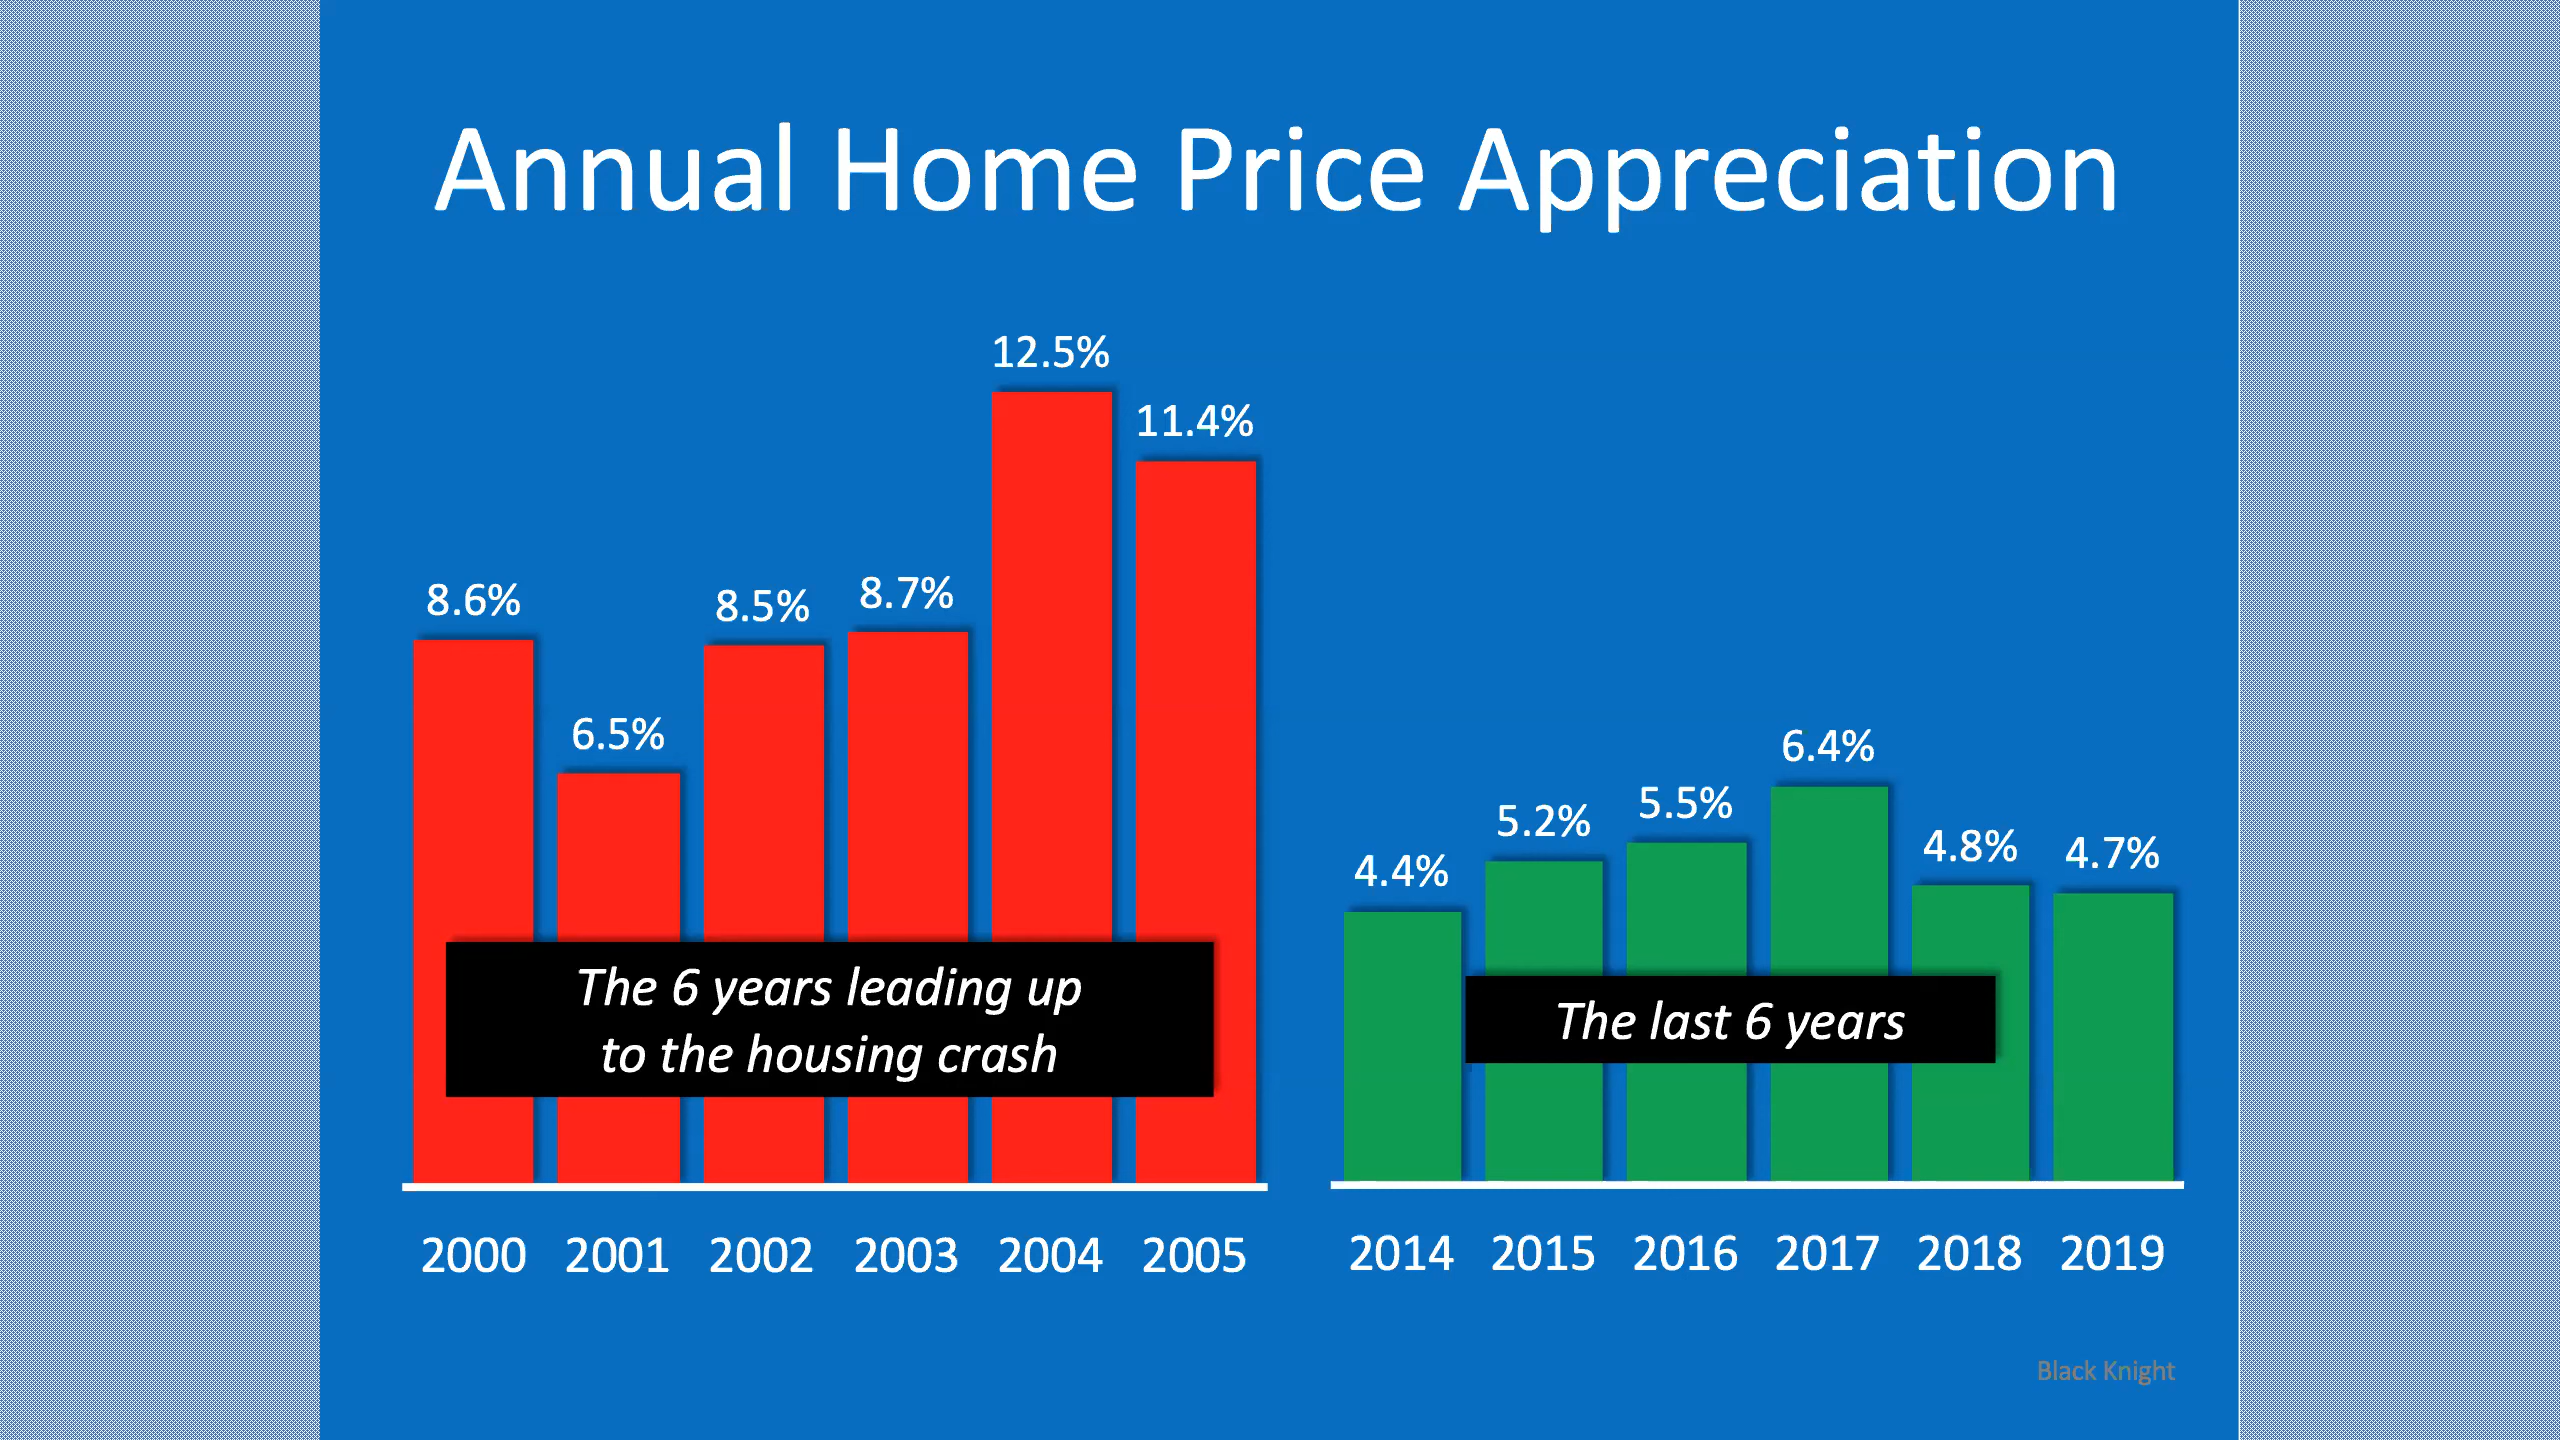 Annual Home Price Appreciation
12.5%
11.4%
8.6%
8.5%
8.7%
6.5%
6.4%
5.5%
5.2%
4.8%
4.7%
4.4%
The 6 years leading up
to the housing crash
The last 6 years
2000 2001 2002 2003 2004 2005
2014 2015 2016 2017 2018 2019
Black Knight